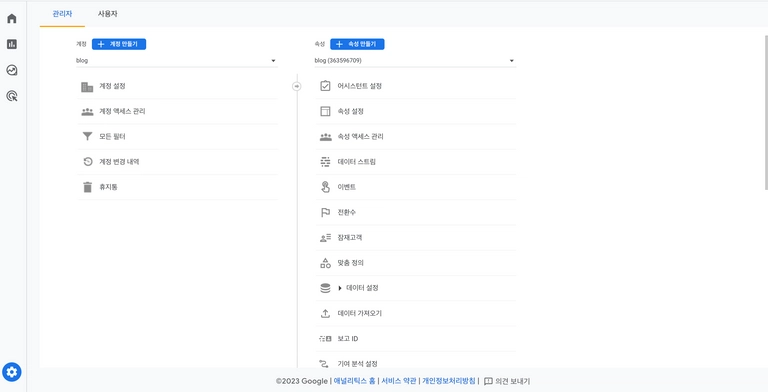 관리자 사용자
계정 + 계정 만들기
blog
계정 설정
계정 액세스 관리
모든 필터
계정 변경 내역
휴지통
속성 + 속성 만들기
blog (363596709)
어시스턴트 설정
속성 설정
속성 액세스 관리
데이터 스트림
이벤트
전환수
잠재고객
맞춤 정의
데이터 설정
데이터 가져오기
보고 ID
기여 분석 설정
©2023 Google | 애널리틱스 홈 | 서비스 약관 | 개인정보처리방침 | 의견 보내기